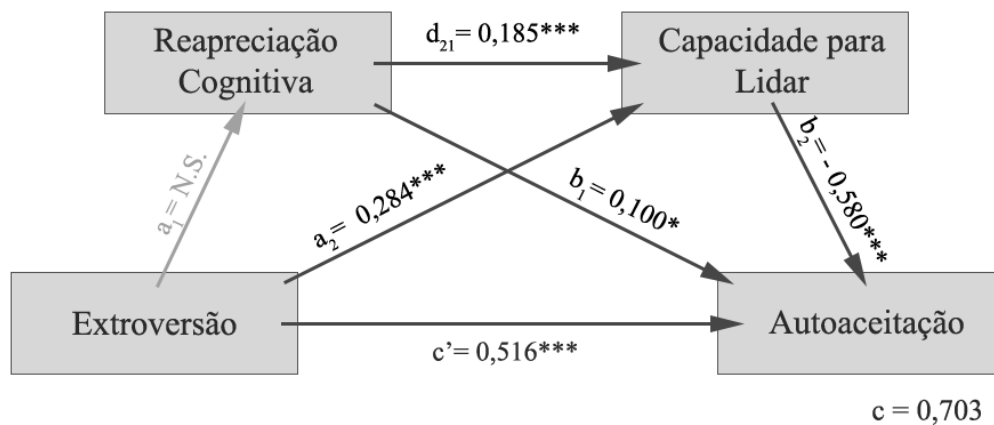 Reapreciação
Cognitiva
d21= 0,185***
Capacidade para
Lidar
a1= N.S.
a2= 0,284***
b1= 0,100*
b2= - 0,580***
Extroversão
c’= 0,516***
Autoaceitação
c = 0,703